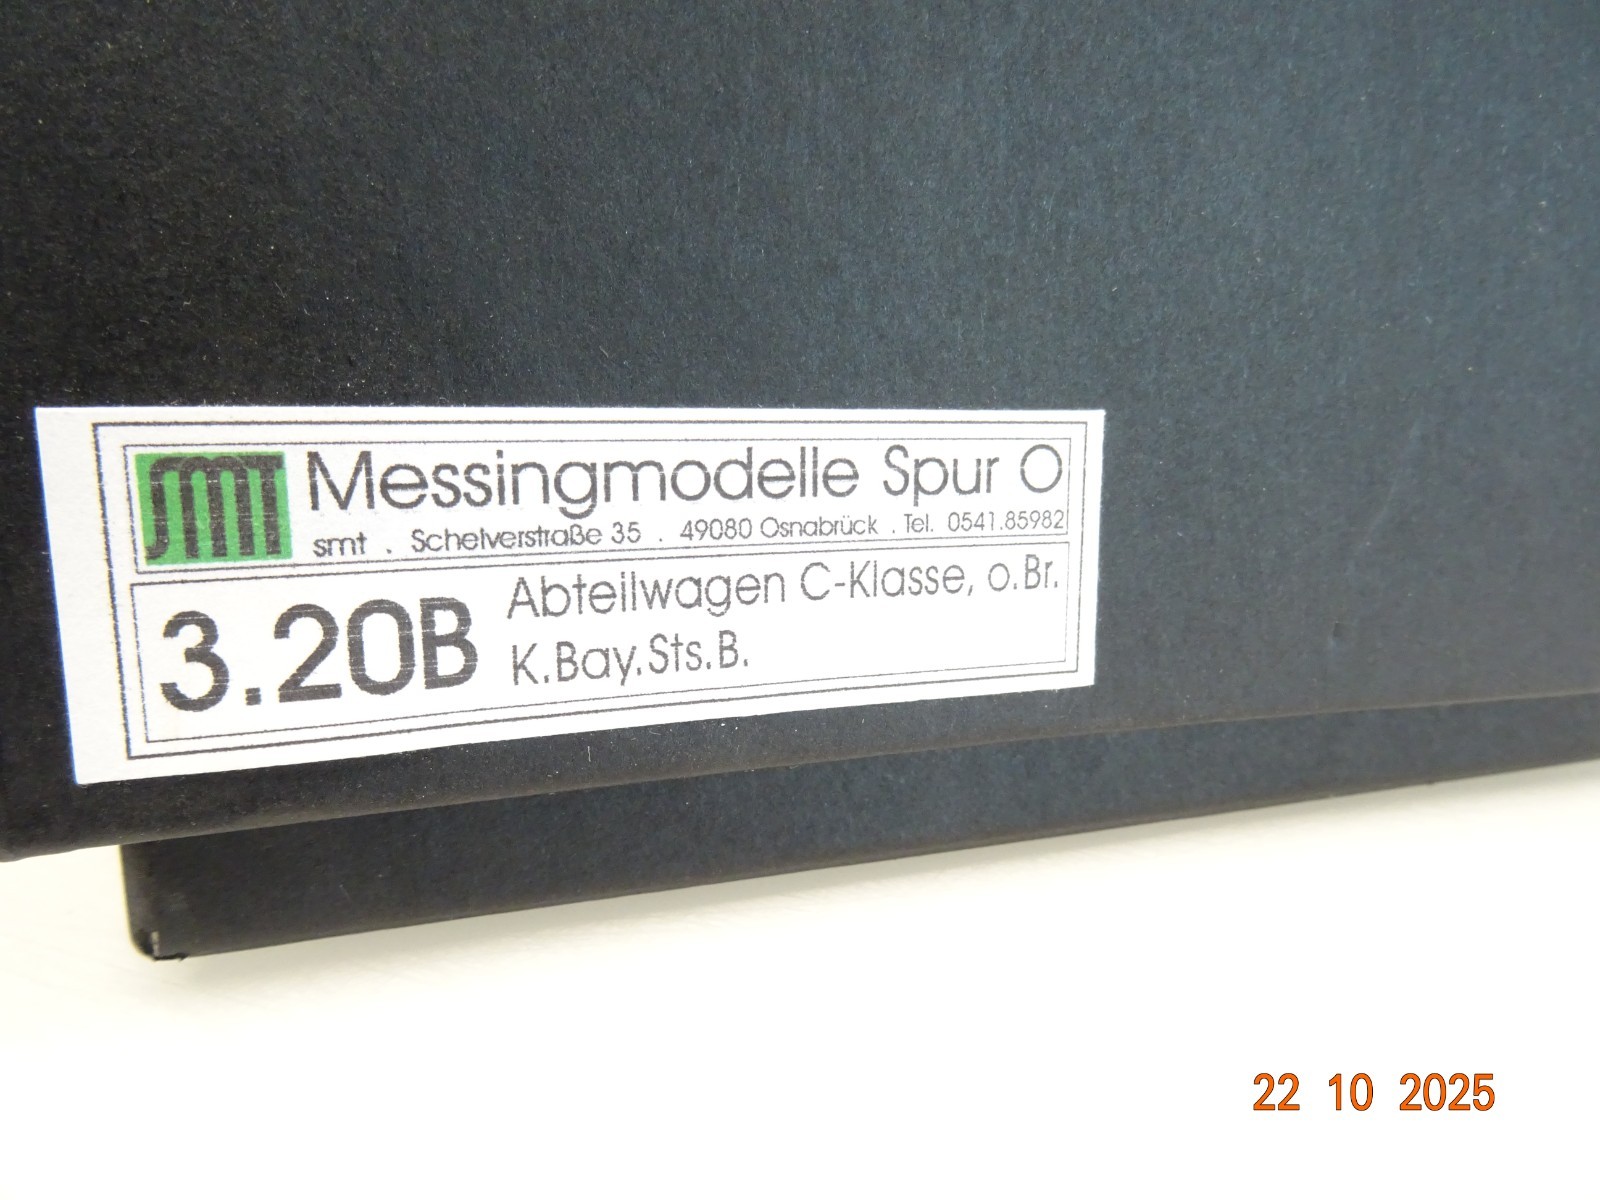 SMT Messingmodelle Spur O
smt . Schelverstraße 35 . 49080 Osnabrück . Tel. 0541.85982
3.20B
Abteilwagen C-Klasse, o.Br.
K.Bay.Sts.B.
22 10 2025